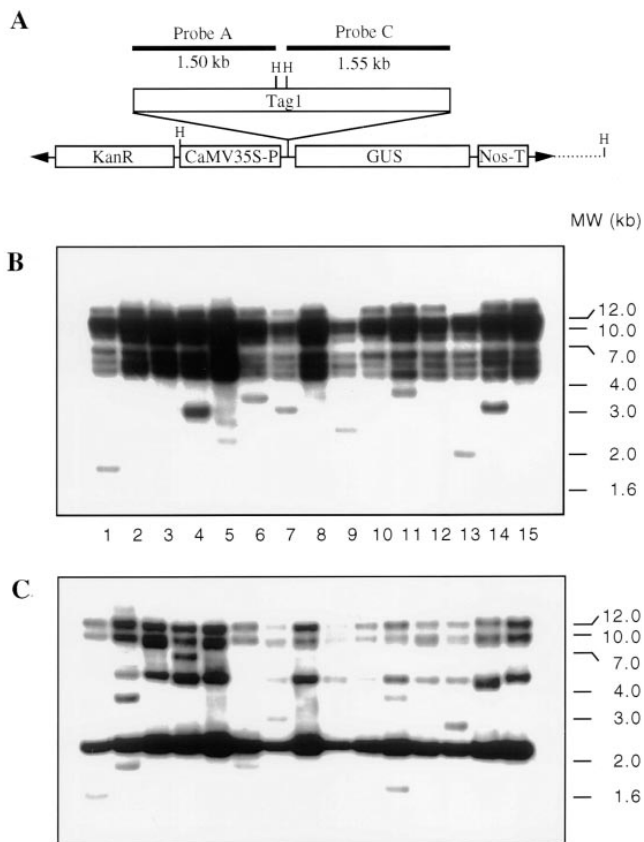 A
Probe A Probe C
1.50 kb 1.55 kb
H H
Tag1
H H
KanR CaMV35S-P GUS Nos-T
MW (kb)
B
12.0
10.0
7.0
4.0
3.0
2.0
1.6
1 2 3 4 5 6 7 8 9 10 11 12 13 14 15
C
12.0
10.0
7.0
4.0
3.0
2.0
1.6